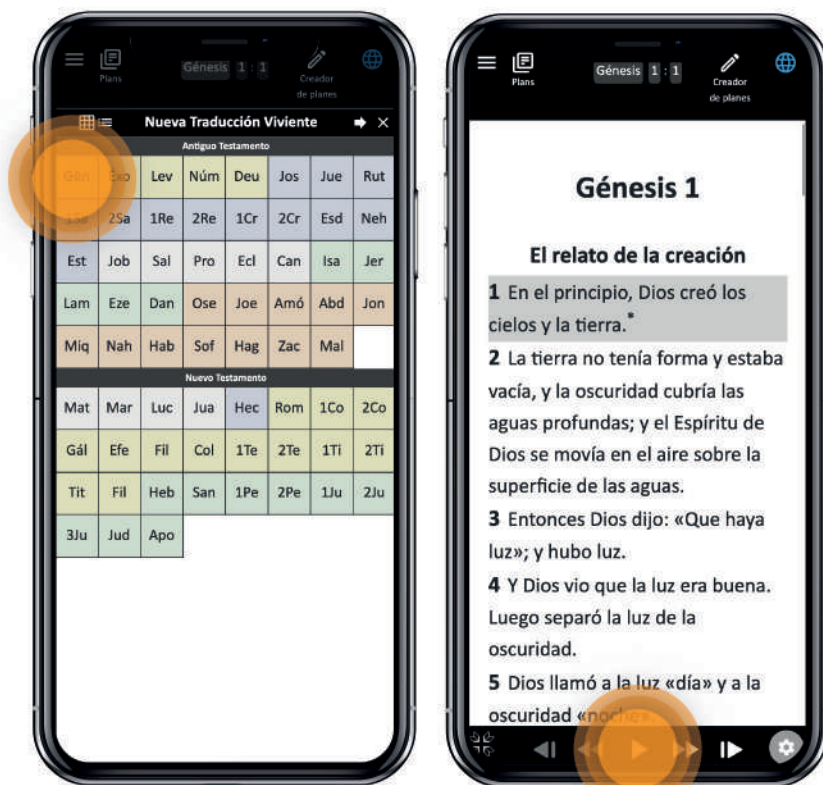 Plans
Génesis 1 : 1
Creador
de planes
Nueva Traducción Viviente
Antiguo Testamento
Gén Éxo Lev Núm Deu Jos Jue Rut
1Sa 2Sa 1Re 2Re 1Cr 2Cr Esd Neh
Est Job Sal Pro Ecl Can Isa Jer
Lam Eze Dan Ose Joe Amó Abd Jon
Miq Nah Hab Sof Hag Zac Mal
Nuevo Testamento
Mat Mar Luc Jua Hec Rom 1Co 2Co
Gál Efe Fil Col 1Te 2Te 1Ti 2Ti
Tit Fil Heb San 1Pe 2Pe 1Ju 2Ju
3Ju Jud Apo
Plans
Génesis 1 : 1
Creador
de planes
Génesis 1
El relato de la creación
1 En el principio, Dios creó los
cielos y la tierra.*
2 La tierra no tenía forma y estaba
vacía, y la oscuridad cubría las
aguas profundas; y el Espíritu de
Dios se movía en el aire sobre la
superficie de las aguas.
3 Entonces Dios dijo: «Que haya
luz»; y hubo luz.
4 Y Dios vio que la luz era buena.
Luego separó la luz de la
oscuridad.
5 Dios llamó a la luz «día» y a la
oscuridad «noche».